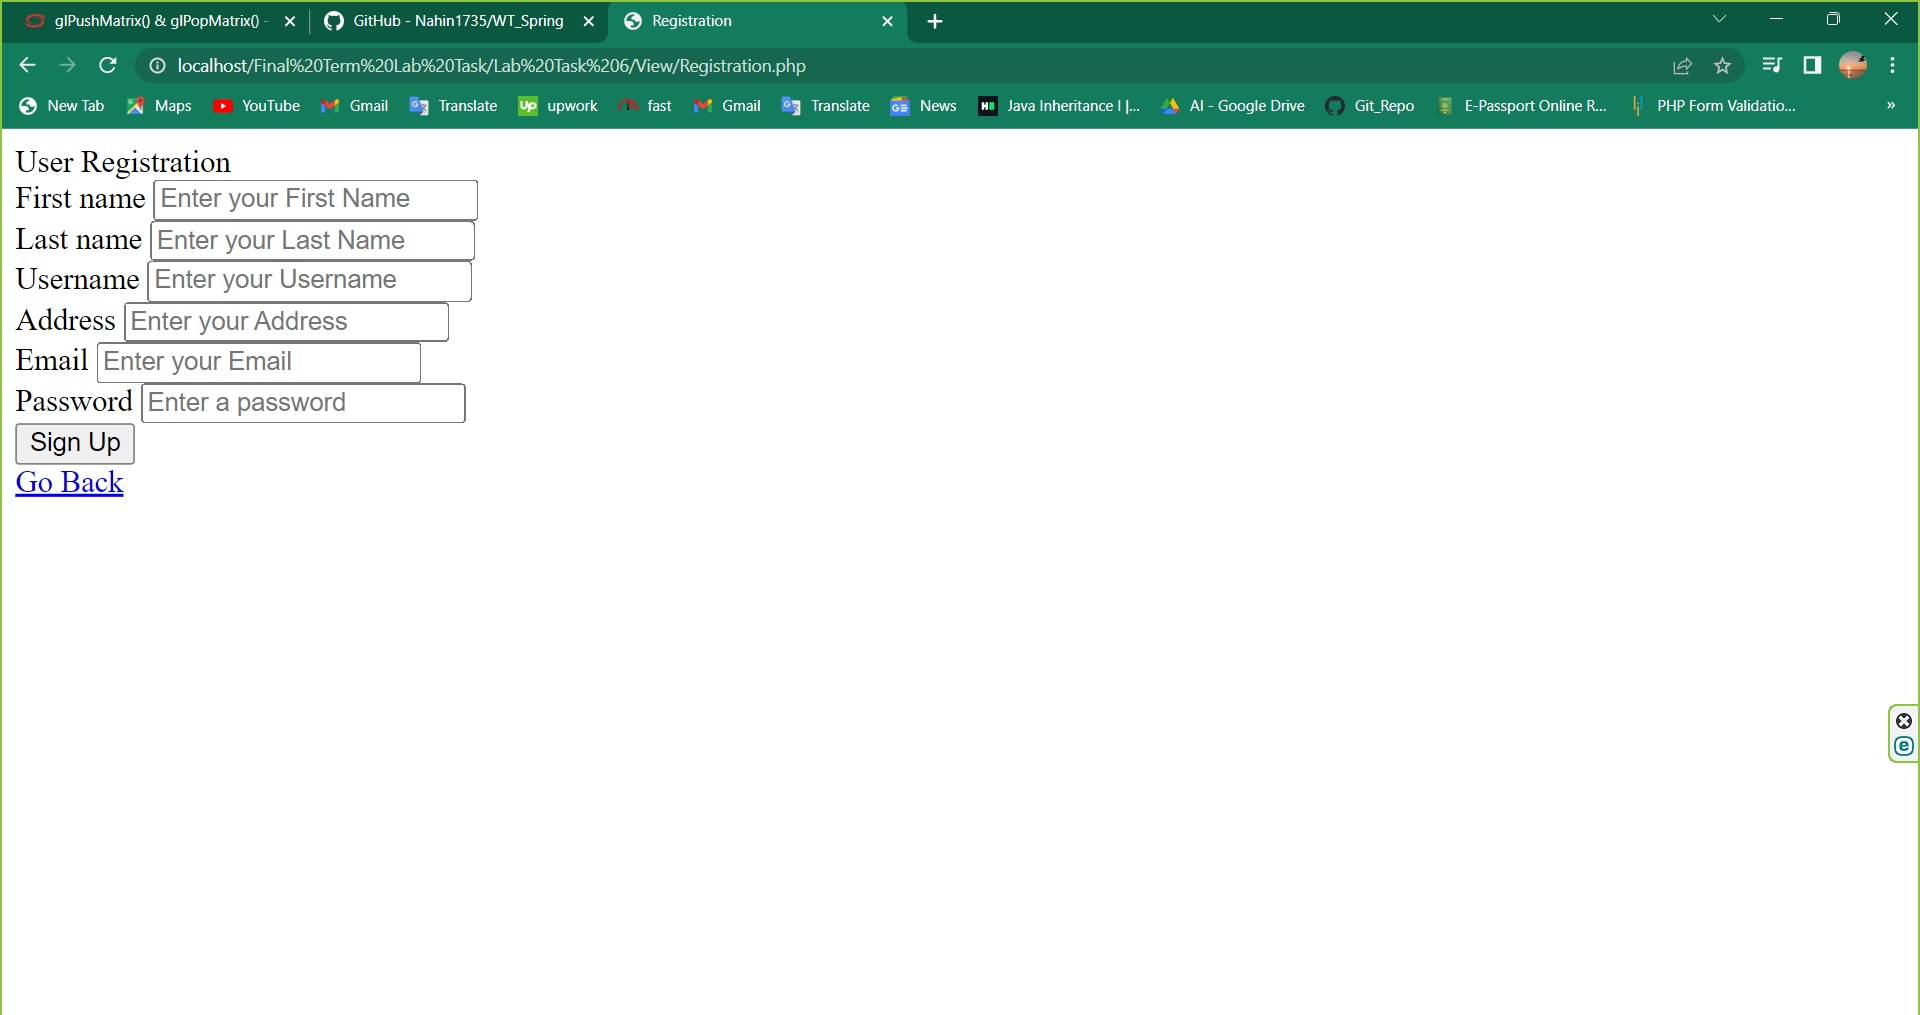 glPushMatrix() & glPopMatrix() -
GitHub - Nahin1735/WT_Spring
Registration
localhost/Final%20Term%20Lab%20Task/Lab%20Task%206/View/Registration.php
New Tab Maps YouTube Gmail Translate Up upwork fast Gmail Translate GE News H Java Inheritance I |... AI - Google Drive Git_Repo E-Passport Online R... PHP Form Validatio... »
User Registration
First name Enter your First Name
Last name Enter your Last Name
Username Enter your Username
Address Enter your Address
Email Enter your Email
Password Enter a password
Sign Up
Go Back
e